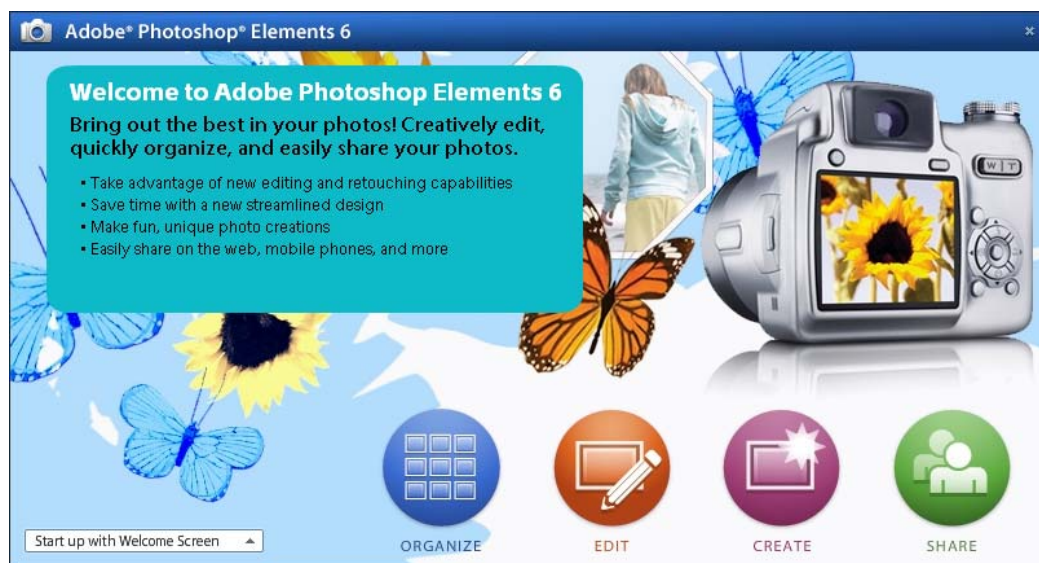 Adobe® Photoshop® Elements 6
Welcome to Adobe Photoshop Elements 6
Bring out the best in your photos! Creatively edit,
quickly organize, and easily share your photos.
▪ Take advantage of new editing and retouching capabilities
▪ Save time with a new streamlined design
▪ Make fun, unique photo creations
▪ Easily share on the web, mobile phones, and more
W T
Start up with Welcome Screen
ORGANIZE
EDIT
CREATE
SHARE